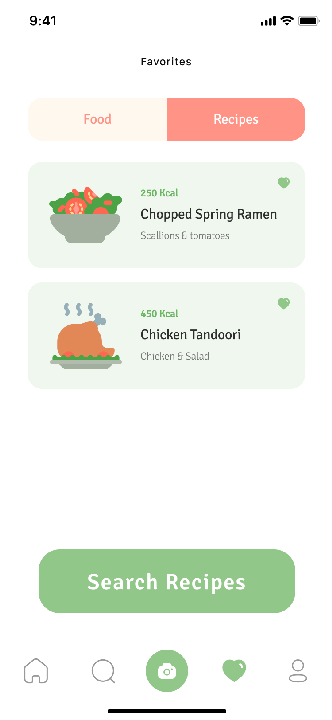 9:41
Favorites
Food
Recipes
250 Kcal
Chopped Spring Ramen
Scallions & tomatoes
450 Kcal
Chicken Tandoori
Chicken & Salad
Search Recipes